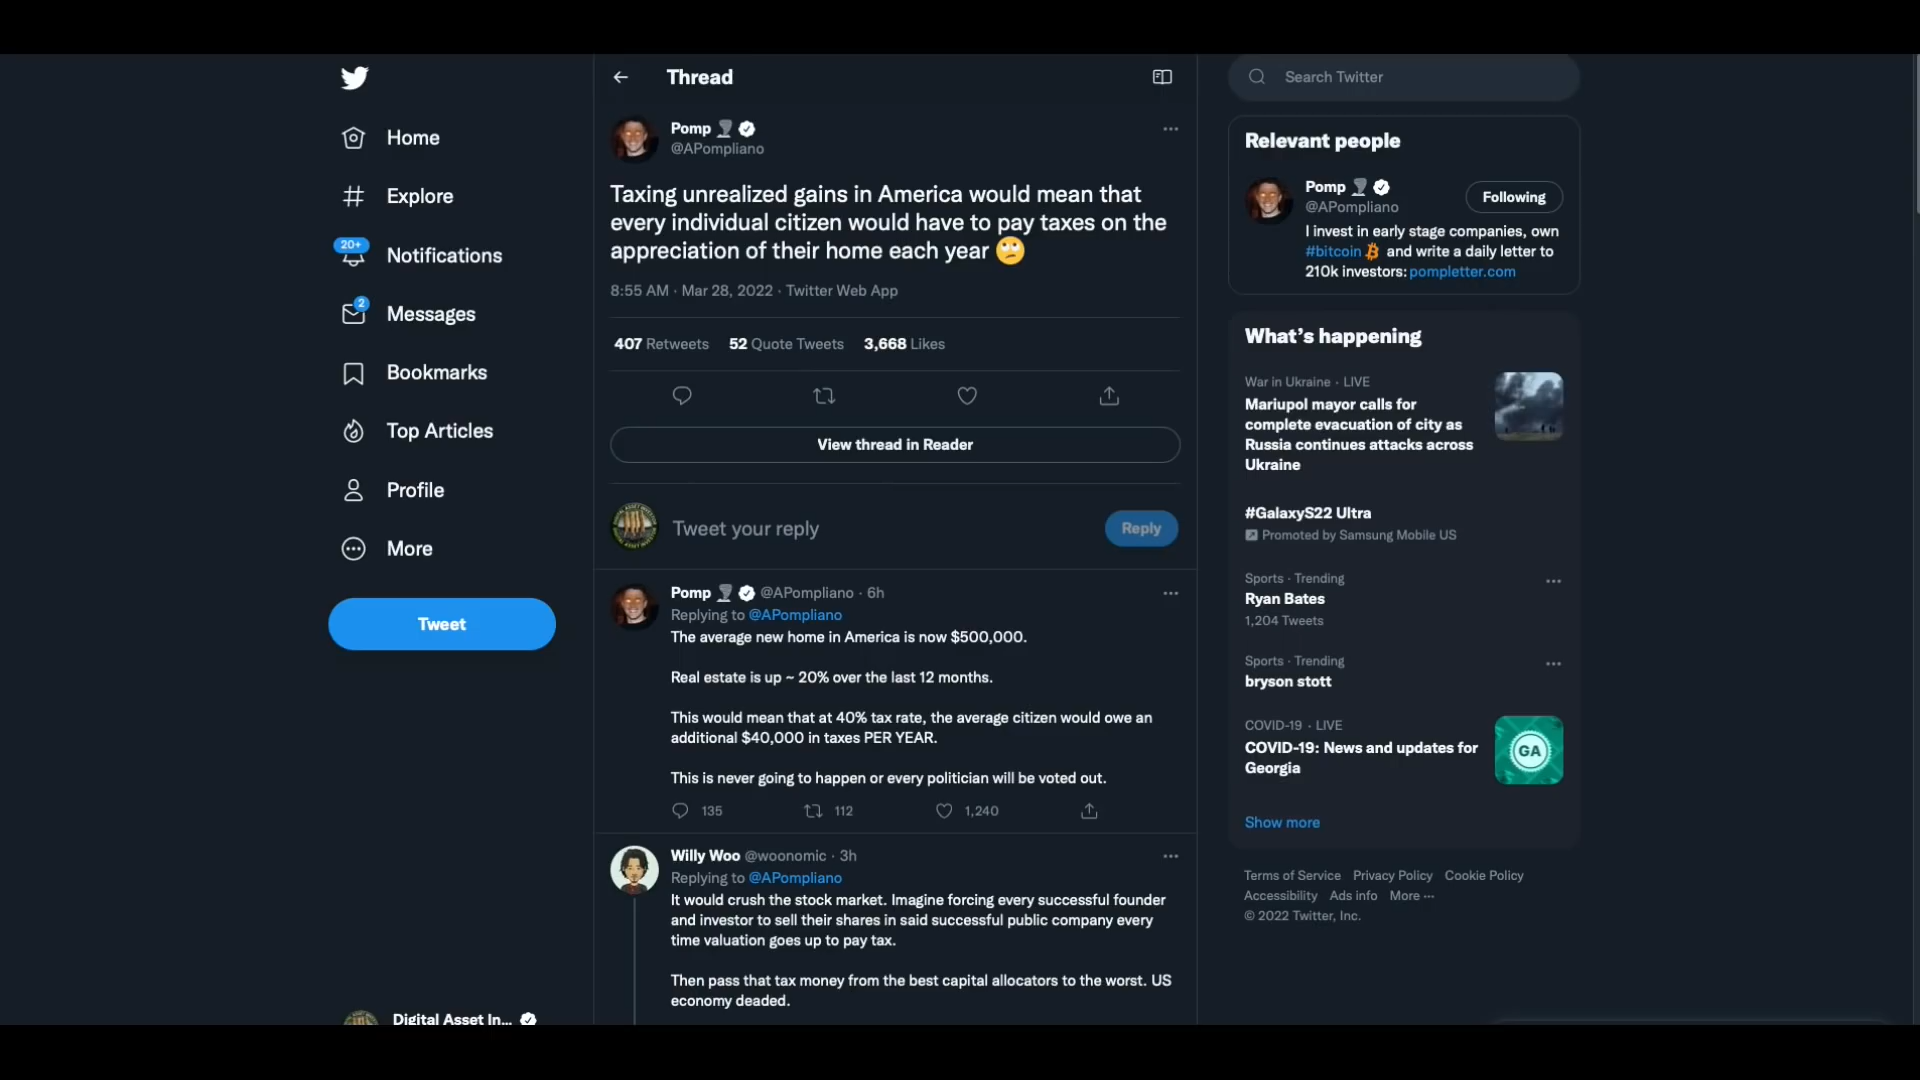 Home
Explore
20+
Notifications
2
Messages
Bookmarks
Top Articles
Profile
More
Tweet
Digital Asset In...
Thread
Pomp
@APompliano
Taxing unrealized gains in America would mean that
every individual citizen would have to pay taxes on the
appreciation of their home each year 🙄
8:55 AM · Mar 28, 2022 · Twitter Web App
407 Retweets 52 Quote Tweets 3,668 Likes
View thread in Reader
Tweet your reply
Reply
Pomp @APompliano · 6h
Replying to @APompliano
The average new home in America is now $500,000.
Real estate is up ~ 20% over the last 12 months.
This would mean that at 40% tax rate, the average citizen would owe an
additional $40,000 in taxes PER YEAR.
This is never going to happen or every politician will be voted out.
135 112 1,240
Willy Woo @woonomic · 3h
Replying to @APompliano
It would crush the stock market. Imagine forcing every successful founder
and investor to sell their shares in said successful public company every
time valuation goes up to pay tax.
Then pass that tax money from the best capital allocators to the worst. US
economy deaded.
Search Twitter
Relevant people
Pomp
@APompliano
Following
I invest in early stage companies, own
#bitcoin and write a daily letter to
210k investors: pompletter.com
What's happening
War in Ukraine · LIVE
Mariupol mayor calls for
complete evacuation of city as
Russia continues attacks across
Ukraine
#GalaxyS22 Ultra
Promoted by Samsung Mobile US
Sports · Trending
Ryan Bates
1,204 Tweets
Sports · Trending
bryson stott
COVID-19 · LIVE
COVID-19: News and updates for
Georgia
GA
Show more
Terms of Service Privacy Policy Cookie Policy
Accessibility Ads info More ···
© 2022 Twitter, Inc.